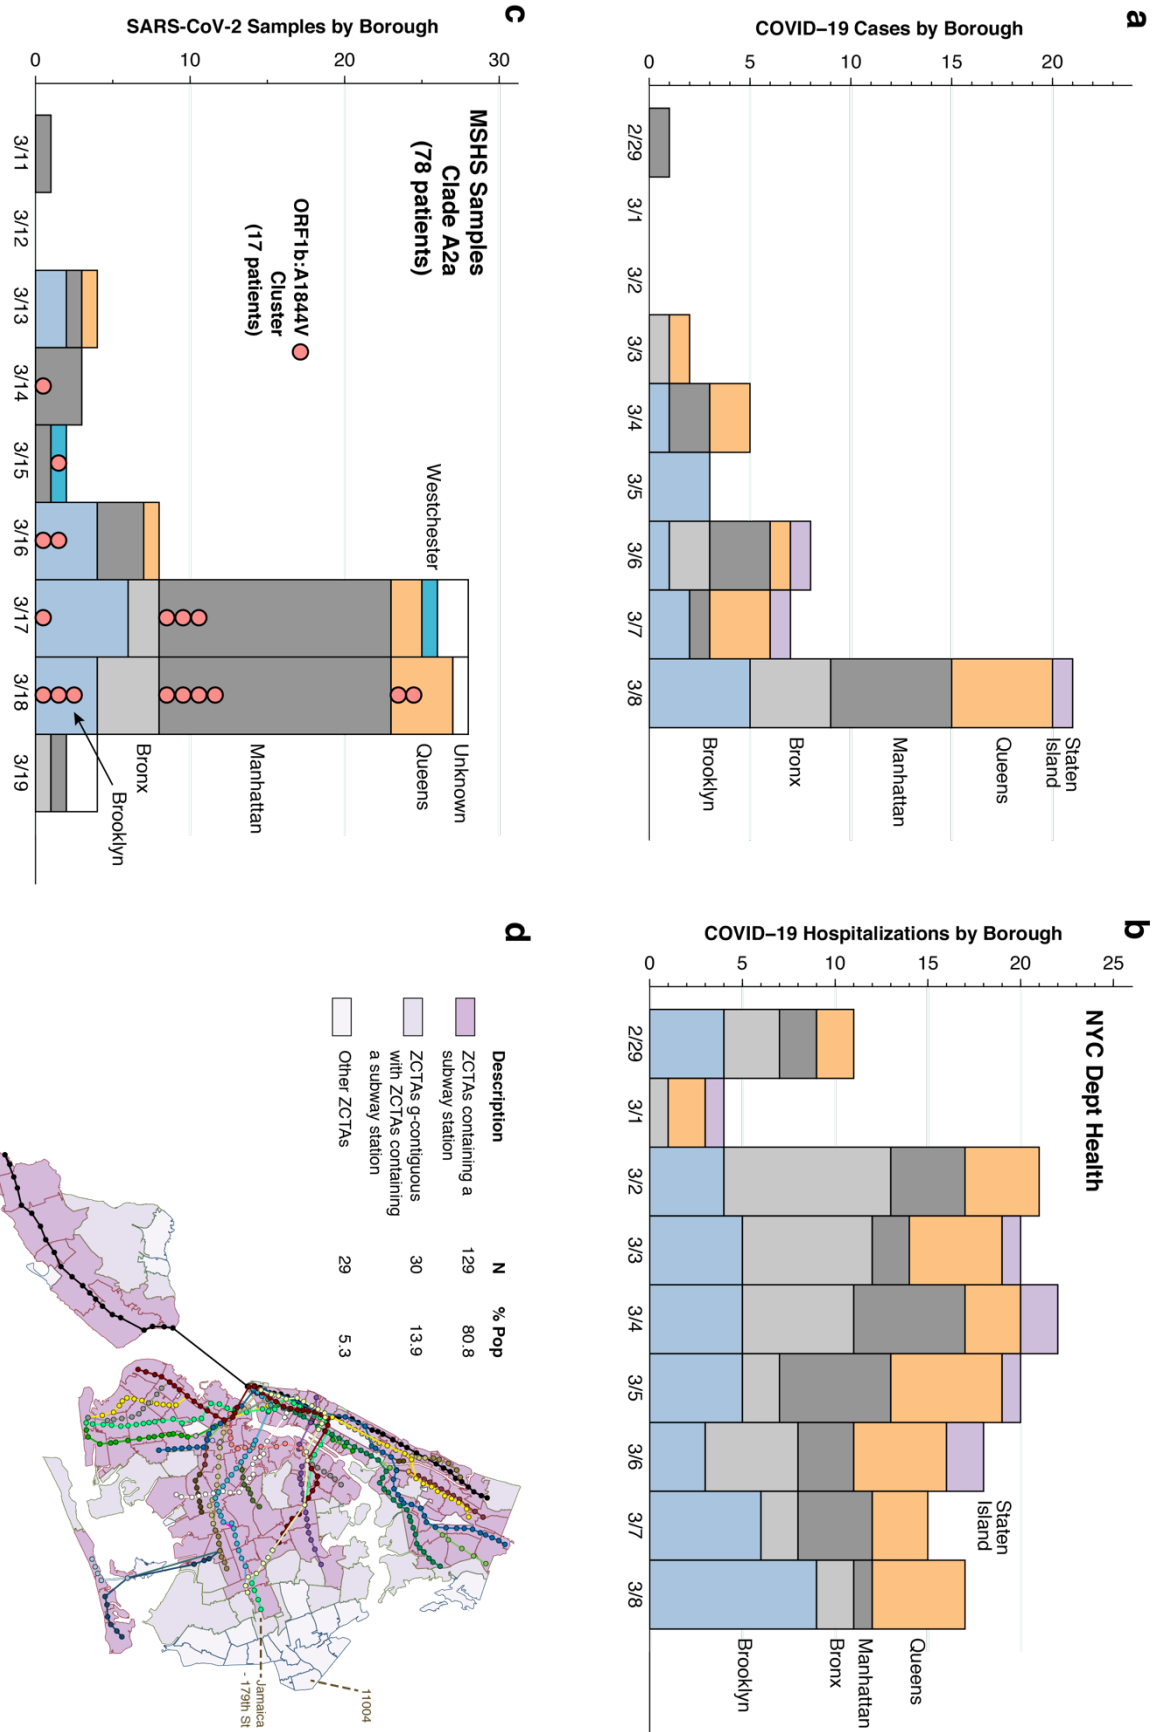 a
COVID–19 Cases by Borough
0
5
10
15
20
2/29
3/1
3/2
3/3
3/4
3/5
3/6
3/7
3/8
Brooklyn
Bronx
Manhattan
Queens
Staten
Island
b
COVID–19 Hospitalizations by Borough
0
5
10
15
20
25
NYC Dept Health
2/29
3/1
3/2
3/3
3/4
3/5
3/6
3/7
3/8
Staten
Island
Brooklyn
Bronx
Manhattan
Queens
c
SARS-CoV-2 Samples by Borough
0
10
20
30
MSHS Samples
Clade A2a
(78 patients)
ORF1b:A1844V
Cluster
(17 patients)
3/11
3/12
3/13
3/14
3/15
3/16
3/17
3/18
3/19
Westchester
Unknown
Queens
Manhattan
Bronx
Brooklyn
d
Description N % Pop
ZCTAs containing a 129 80.8
subway station
ZCTAs g-contiguous 30 13.9
with ZCTAs containing
a subway station
Other ZCTAs 29 5.3
11004
Jamaica
- 179th St